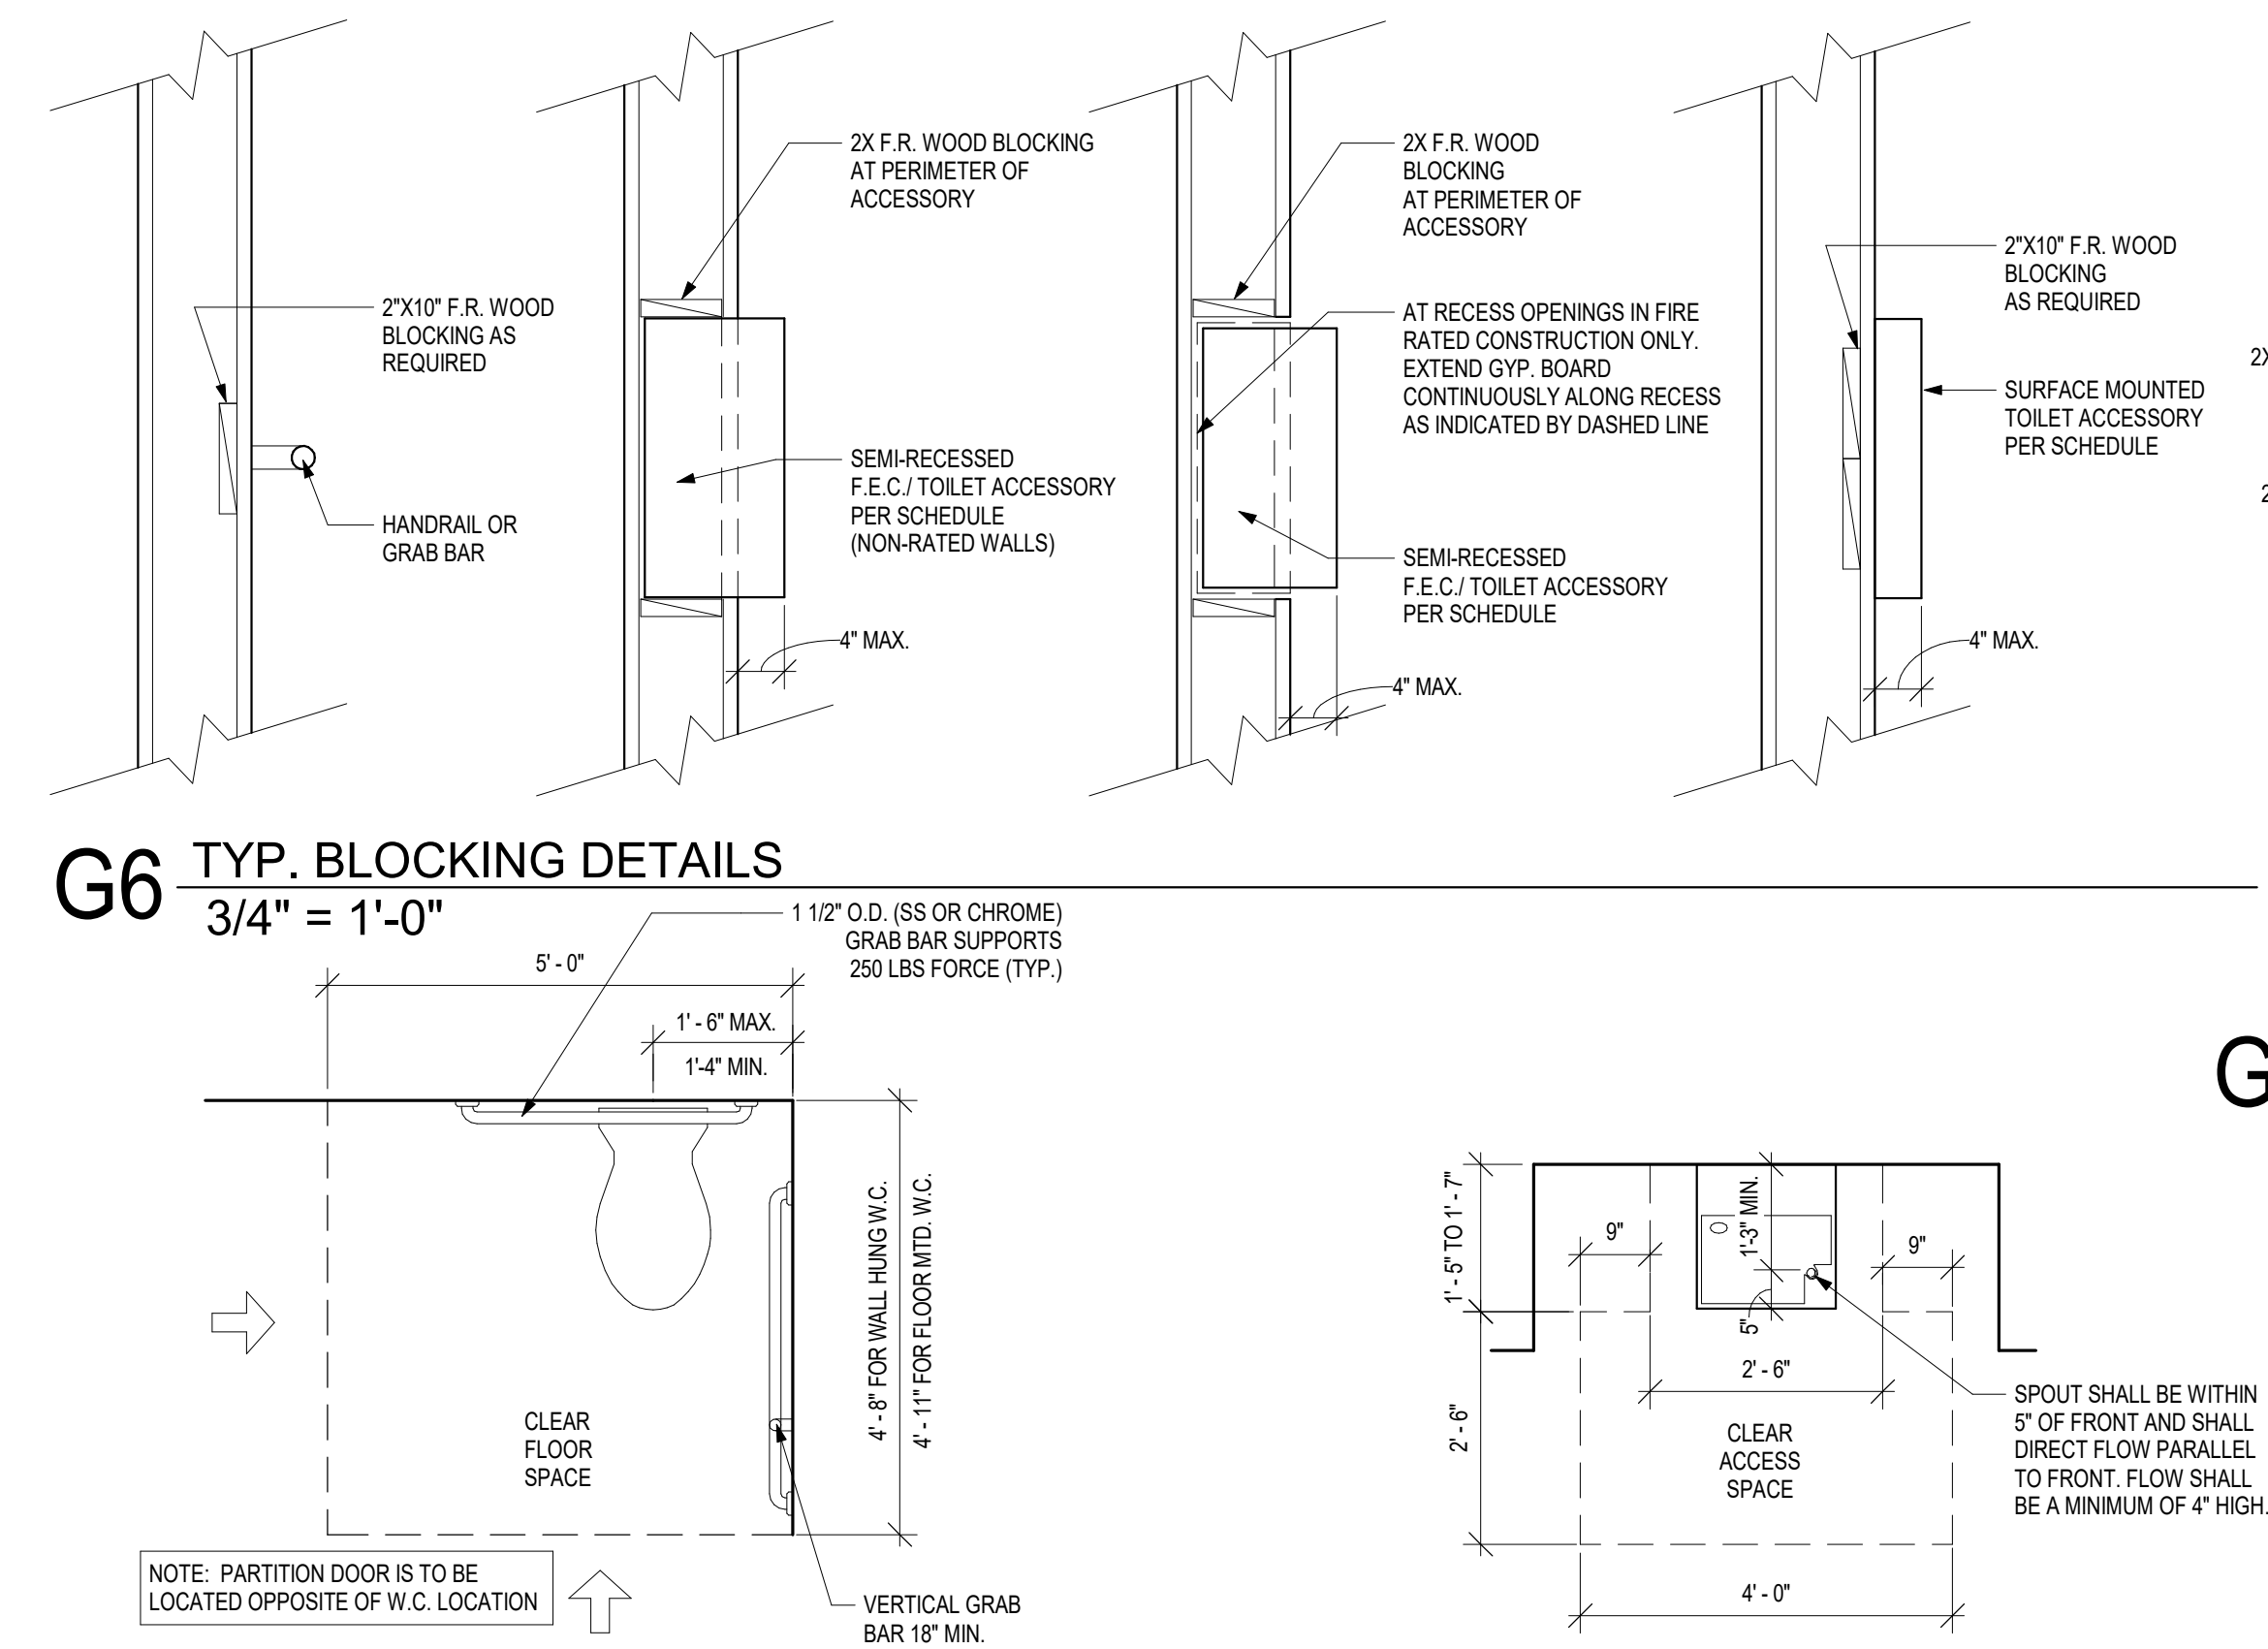 2X F.R. WOOD BLOCKING
AT PERIMETER OF
ACCESSORY
2X F.R. WOOD
BLOCKING
AT PERIMETER OF
ACCESSORY
2"X10" F.R. WOOD
BLOCKING
AS REQUIRED
2"X10" F.R. WOOD
BLOCKING AS
REQUIRED
AT RECESS OPENINGS IN FIRE
RATED CONSTRUCTION ONLY.
EXTEND GYP. BOARD
CONTINUOUSLY ALONG RECESS
AS INDICATED BY DASHED LINE
SURFACE MOUNTED
TOILET ACCESSORY
PER SCHEDULE
2X
2
HANDRAIL OR
GRAB BAR
SEMI-RECESSED
F.E.C./ TOILET ACCESSORY
PER SCHEDULE
(NON-RATED WALLS)
SEMI-RECESSED
F.E.C./ TOILET ACCESSORY
PER SCHEDULE
4" MAX.
4" MAX.
4" MAX.
G6 TYP. BLOCKING DETAILS
3/4" = 1'-0"
1 1/2" O.D. (SS OR CHROME)
GRAB BAR SUPPORTS
250 LBS FORCE (TYP.)
5' - 0"
1' - 6" MAX.
1'-4" MIN.
4' - 8" FOR WALL HUNG W.C.
4' - 11" FOR FLOOR MTD. W.C.
CLEAR
FLOOR
SPACE
NOTE: PARTITION DOOR IS TO BE
LOCATED OPPOSITE OF W.C. LOCATION
VERTICAL GRAB
BAR 18" MIN.
G
1' - 5" TO 1' - 7"
9"
1'-3" MIN.
9"
5"
2' - 6"
2' - 6"
CLEAR
ACCESS
SPACE
4' - 0"
SPOUT SHALL BE WITHIN
5" OF FRONT AND SHALL
DIRECT FLOW PARALLEL
TO FRONT. FLOW SHALL
BE A MINIMUM OF 4" HIGH.